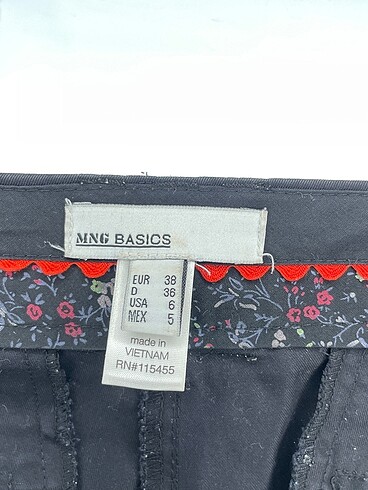 MNG BASICS
EUR 38
D 36
USA 6
MEX 5
made in
VIETNAM
RN#115455